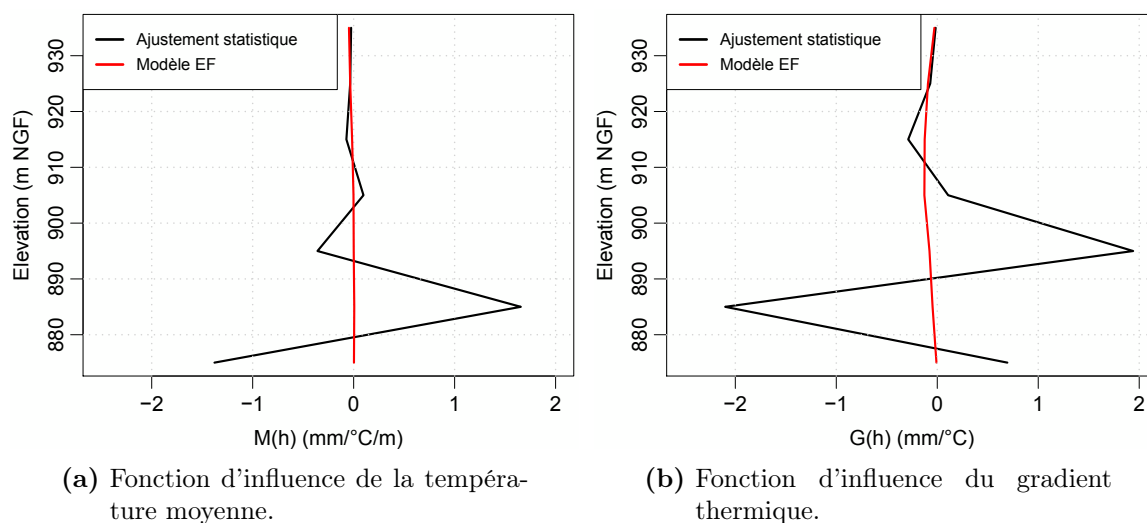 Ajustement statistique
Modèle EF
Elevation (m NGF)
930
920
910
900
890
880
−2
−1
0
1
2
M(h) (mm/°C/m)
(a) Fonction d'influence de la tempéra-
ture moyenne.
Ajustement statistique
Modèle EF
Elevation (m NGF)
930
920
910
900
890
880
−2
−1
0
1
2
G(h) (mm/°C)
(b) Fonction d'influence du gradient
thermique.